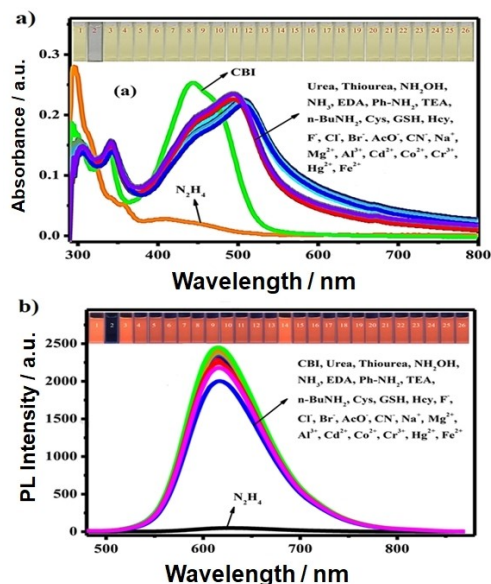 a)
1 2 3 4 5 6 7 8 9 10 11 12 13 14 15 16 17 18 19 20 21 22 23 24 25 26
0.3
0.2
0.1
0.0
Absorbance / a.u.
(a)
CBI
Urea, Thiourea, NH₂OH,
NH₃, EDA, Ph-NH₂, TEA,
n-BuNH₂, Cys, GSH, Hcy,
F⁻, Cl⁻, Br⁻, AcO⁻, CN⁻, Na⁺,
Mg²⁺, Al³⁺, Cd²⁺, Co²⁺, Cr³⁺,
Hg²⁺, Fe²⁺
N₂H₄
300 400 500 600 700 800
Wavelength / nm
b)
1 2 3 4 5 6 7 8 9 10 11 12 13 14 15 16 17 18 19 20 21 22 23 24 25 26
2500
2000
1500
1000
500
0
PL Intensity / a.u.
CBI, Urea, Thiourea, NH₂OH,
NH₃, EDA, Ph-NH₂, TEA,
n-BuNH₂, Cys, GSH, Hcy, F⁻,
Cl⁻, Br⁻, AcO⁻, CN⁻, Na⁺, Mg²⁺,
Al³⁺, Cd²⁺, Co²⁺, Cr³⁺, Hg²⁺, Fe²⁺
N₂H₄
500 600 700 800
Wavelength / nm